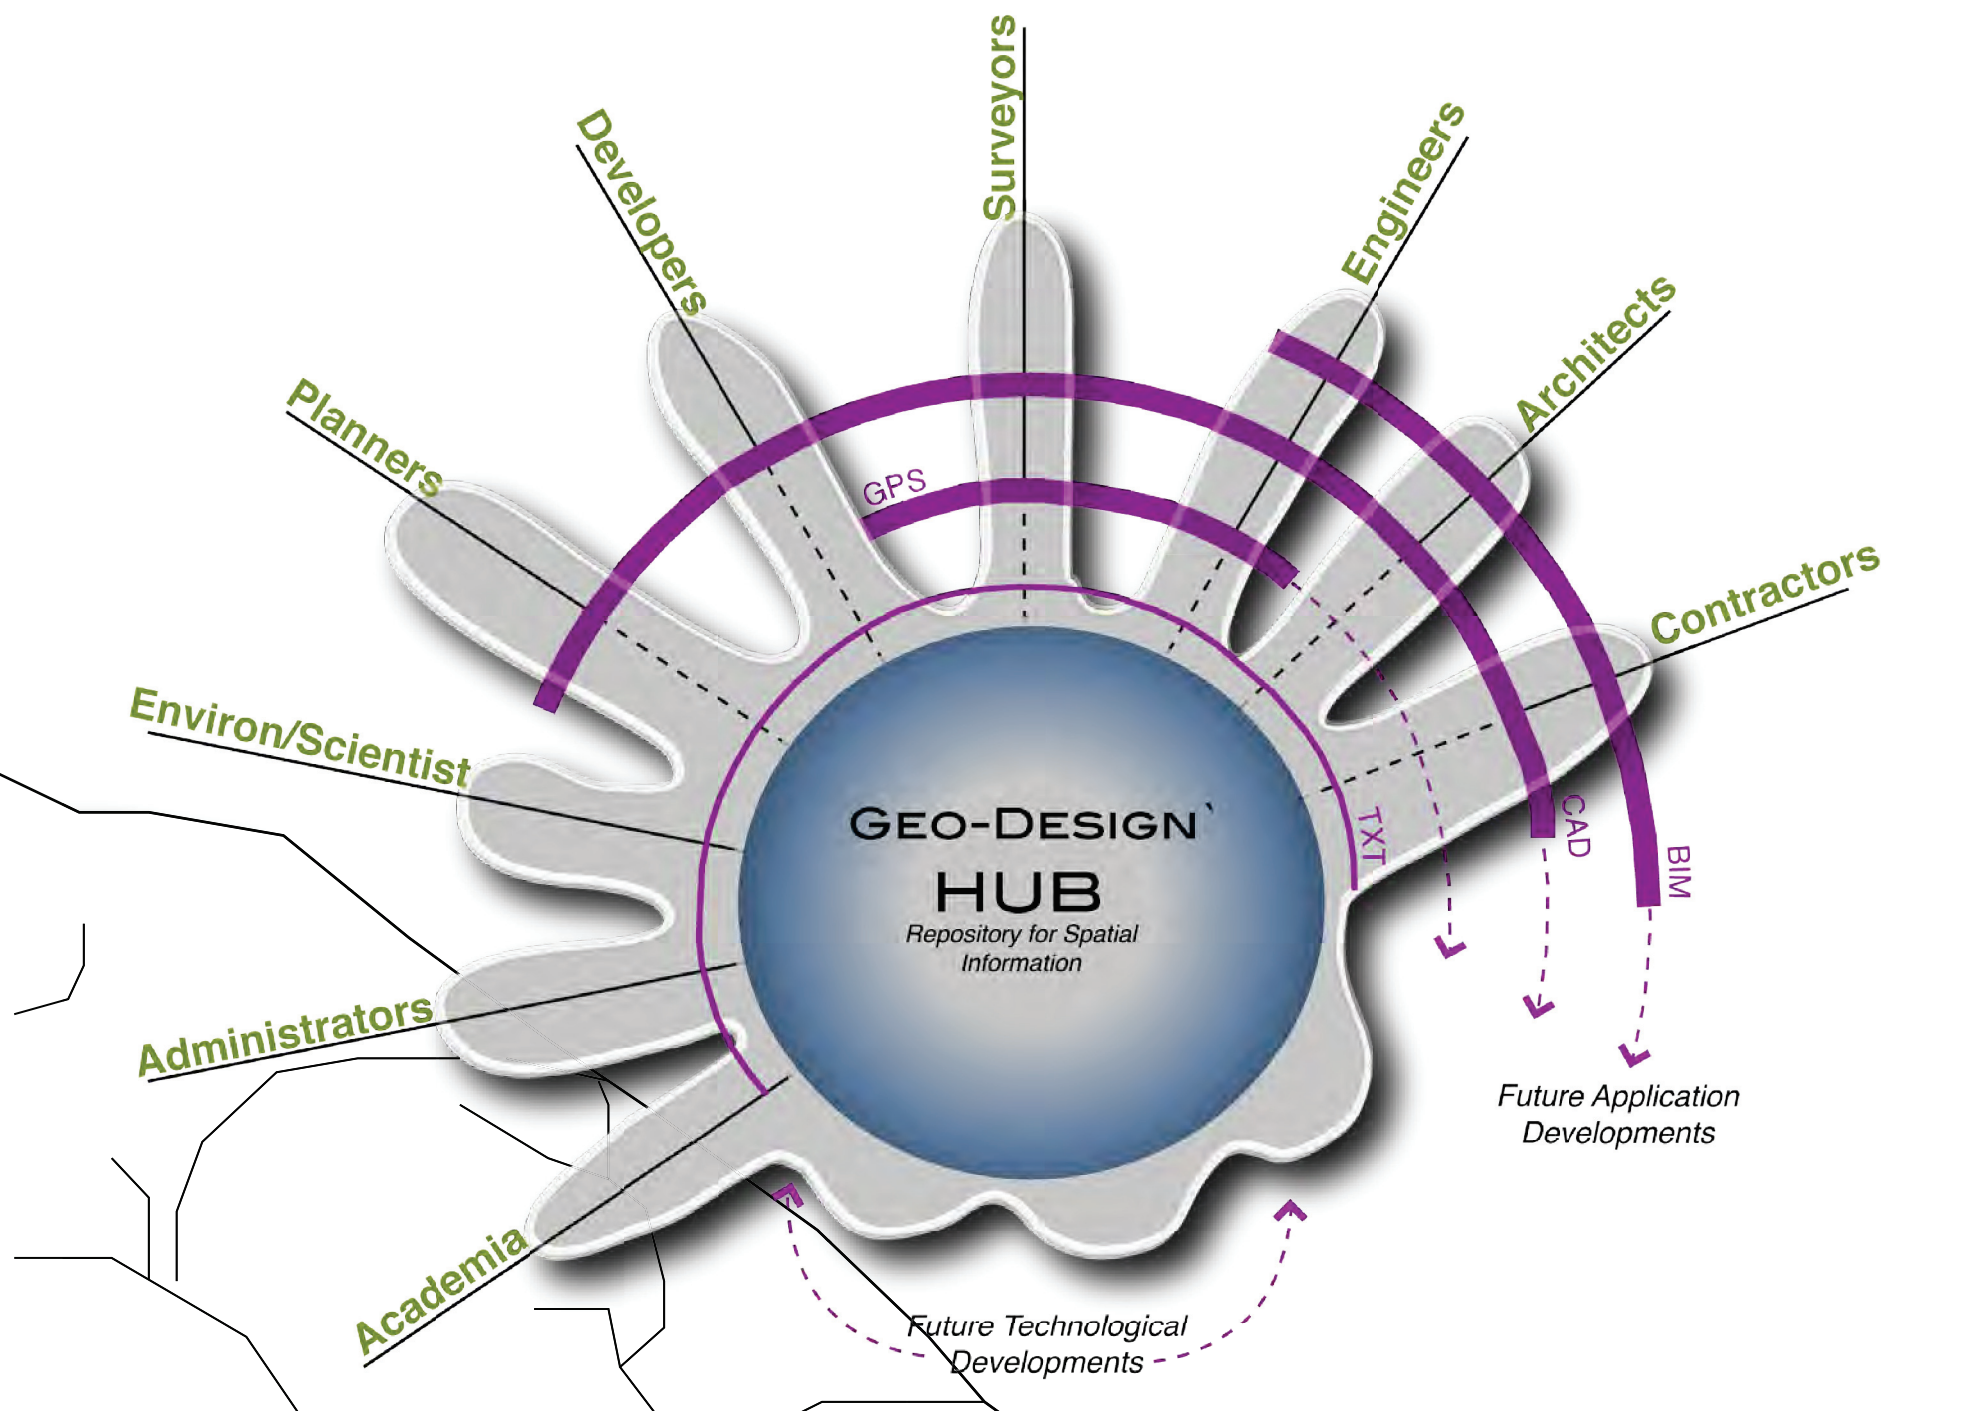 Surveyors
Developers
Engineers
Planners
Architects
Contractors
Environ/Scientist
Administrators
Academia
GPS
TXT
CAD
BIM
GEO-DESIGN`
HUB
Repository for Spatial
Information
Future Application
Developments
Future Technological
Developments